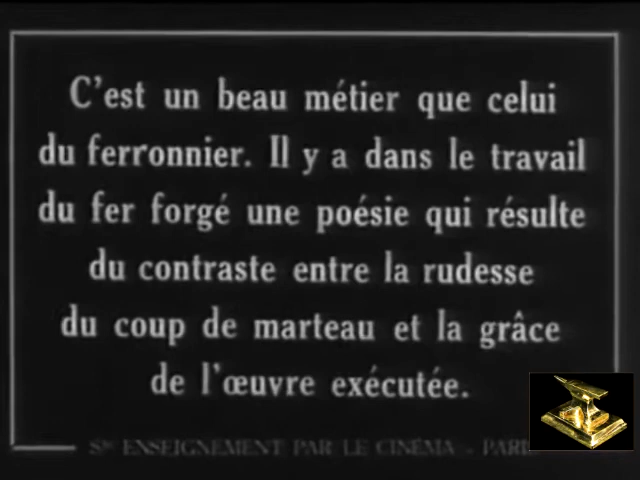 C'est un beau métier que celui
du ferronnier. Il y a dans le travail
du fer forgé une poésie qui résulte
du contraste entre la rudesse
du coup de marteau et la grâce
de l'œuvre exécutée.
Sté ENSEIGNEMENT PAR LE CINÉMA - PARIS